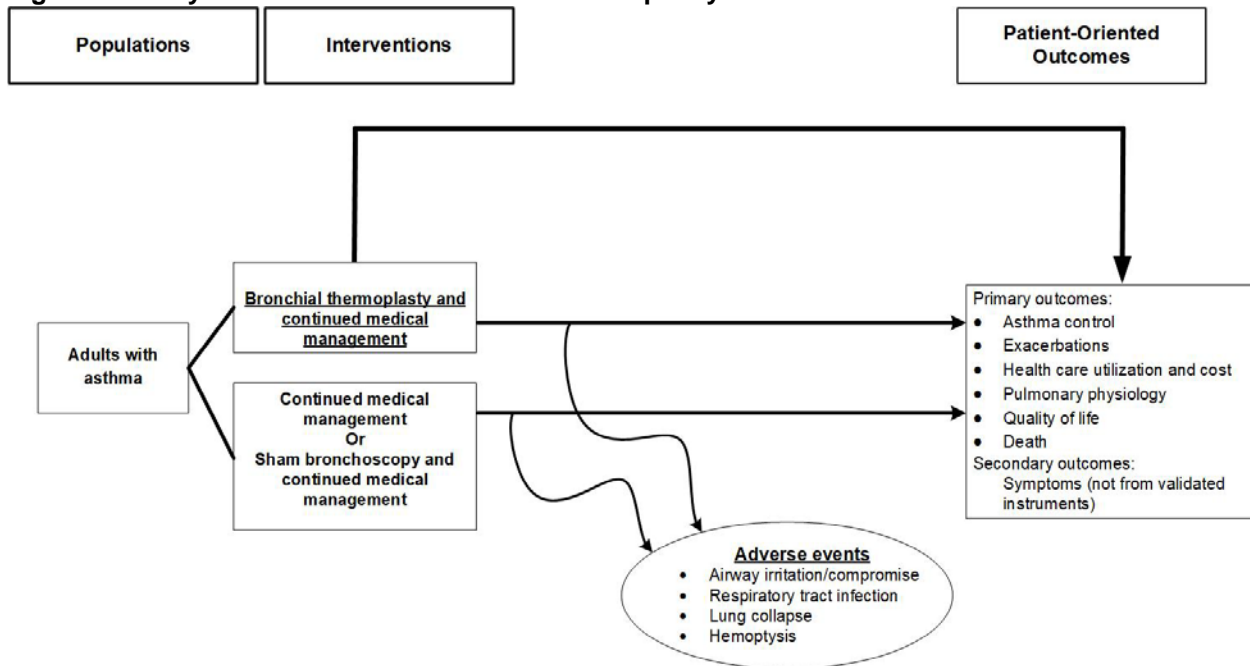 Populations
Interventions
Patient-Oriented
Outcomes
Bronchial thermoplasty and
continued medical
management
Adults with
asthma
Continued medical
management
Or
Sham bronchoscopy and
continued medical
management
Primary outcomes:
● Asthma control
● Exacerbations
● Health care utilization and cost
● Pulmonary physiology
● Quality of life
● Death
Secondary outcomes:
Symptoms (not from validated
instruments)
Adverse events
● Airway irritation/compromise
● Respiratory tract infection
● Lung collapse
● Hemoptysis